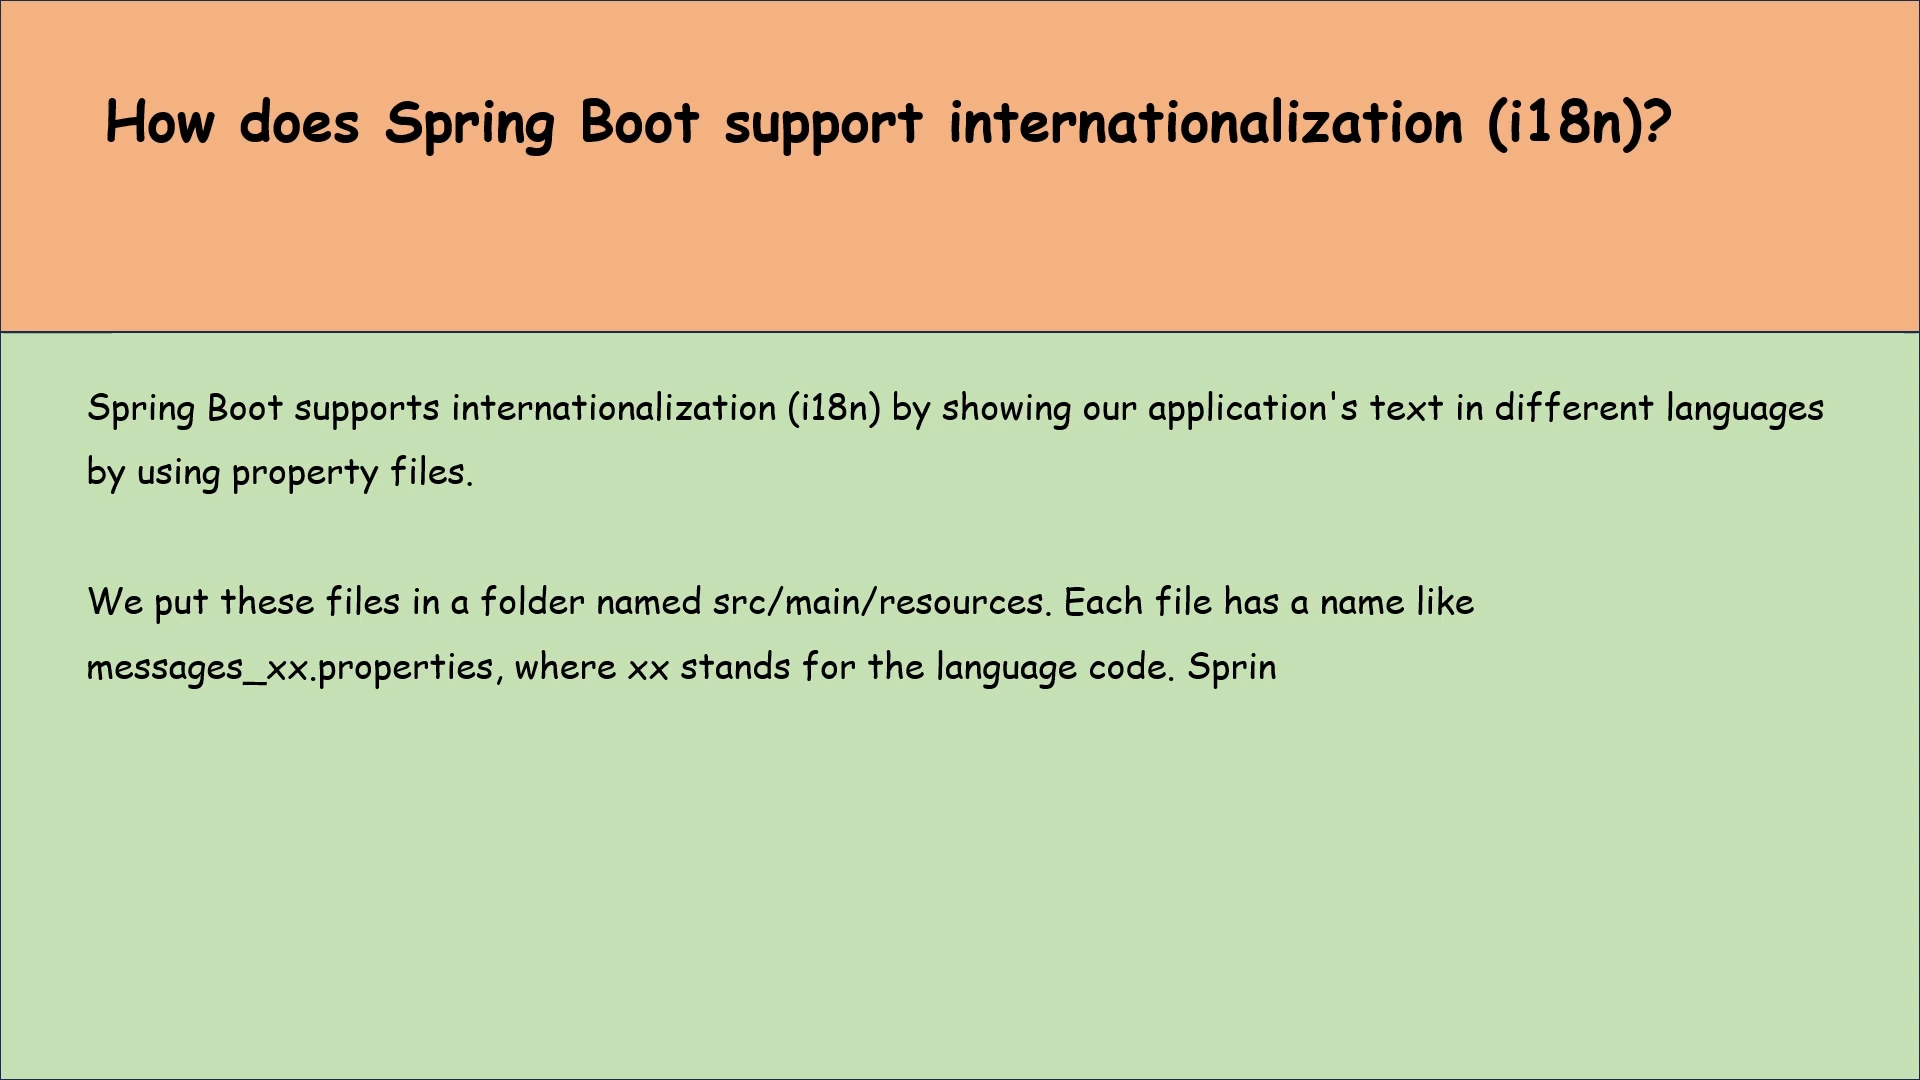 How does Spring Boot support internationalization (i18n)?
Spring Boot supports internationalization (i18n) by showing our application's text in different languages
by using property files.
We put these files in a folder named src/main/resources. Each file has a name like
messages_xx.properties, where xx stands for the language code. Sprin